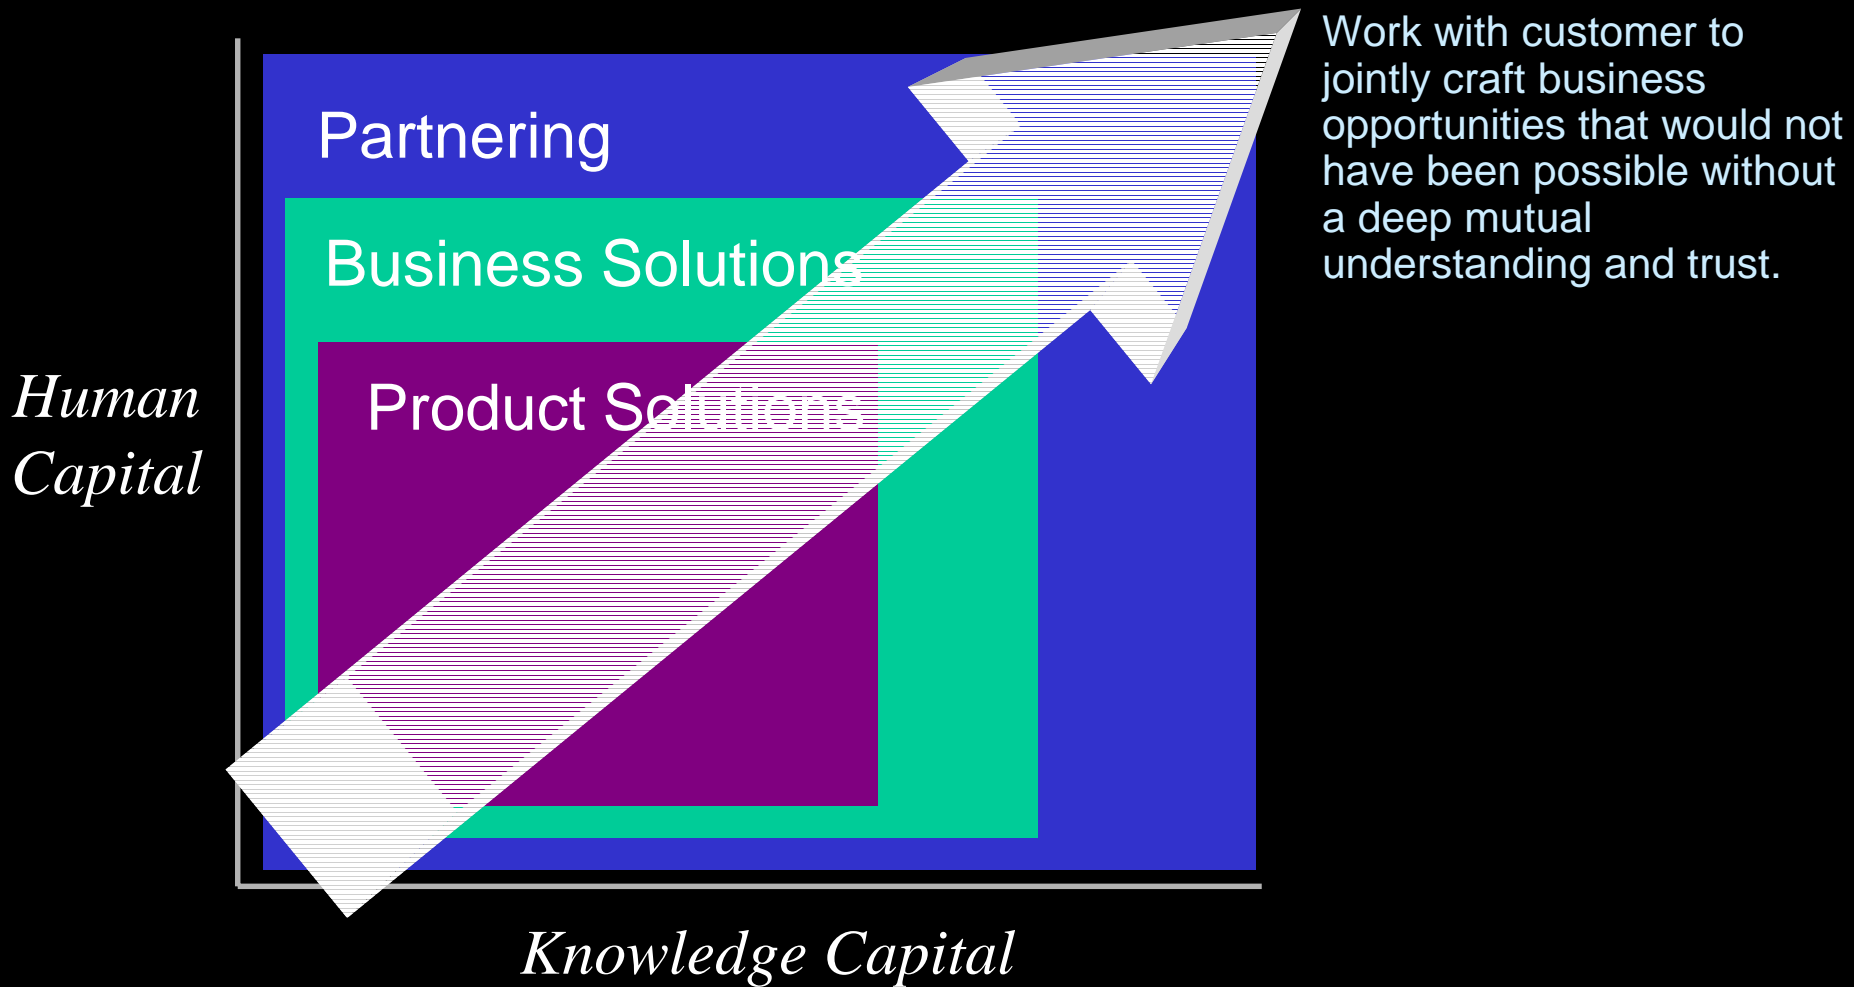 Work with customer to
jointly craft business
opportunities that would not
have been possible without
a deep mutual
understanding and trust.
Partnering
Business Solutions
Product Solutions
Human
Capital
Knowledge Capital